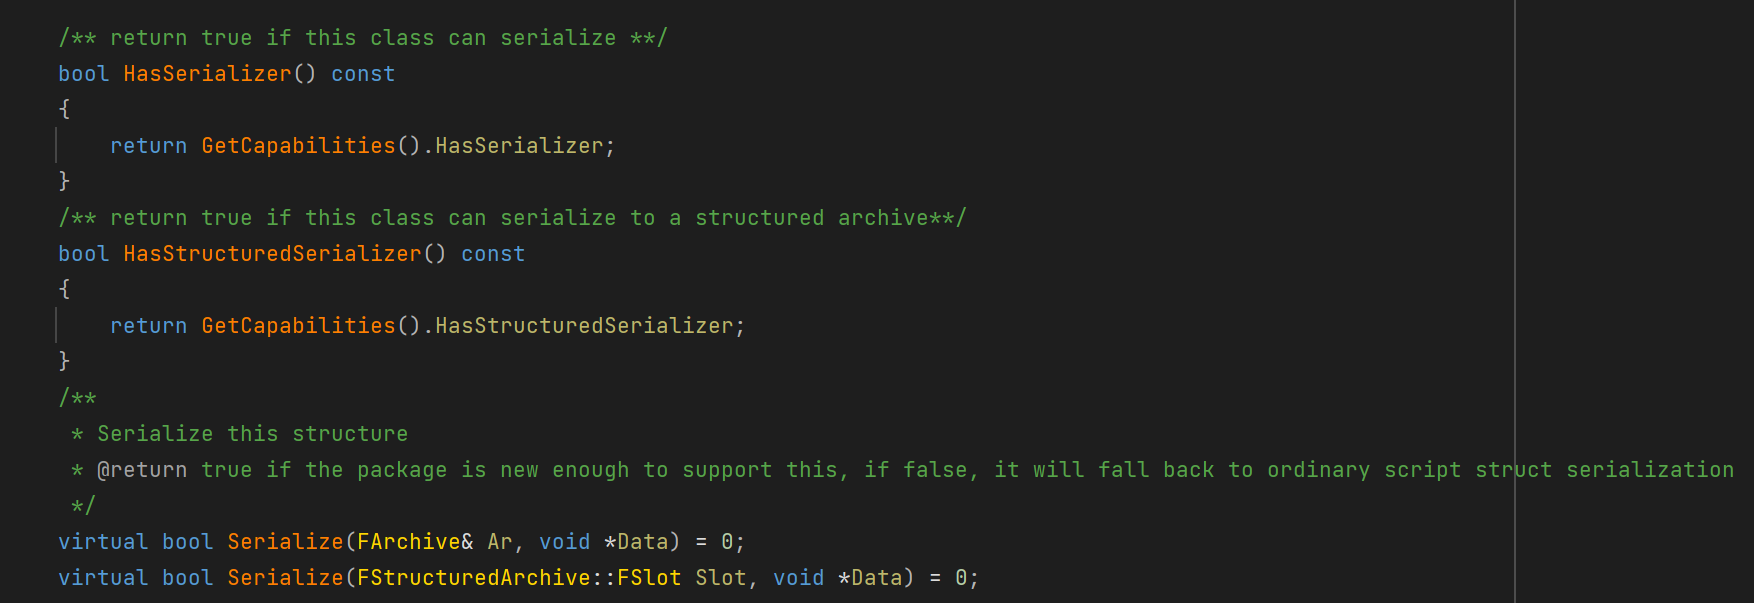 /** return true if this class can serialize **/
bool HasSerializer() const
{
    return GetCapabilities().HasSerializer;
}
/** return true if this class can serialize to a structured archive**/
bool HasStructuredSerializer() const
{
    return GetCapabilities().HasStructuredSerializer;
}
/**
 * Serialize this structure
 * @return true if the package is new enough to support this, if false, it will fall back to ordinary script struct serialization
 */
virtual bool Serialize(FArchive& Ar, void *Data) = 0;
virtual bool Serialize(FStructuredArchive::FSlot Slot, void *Data) = 0;